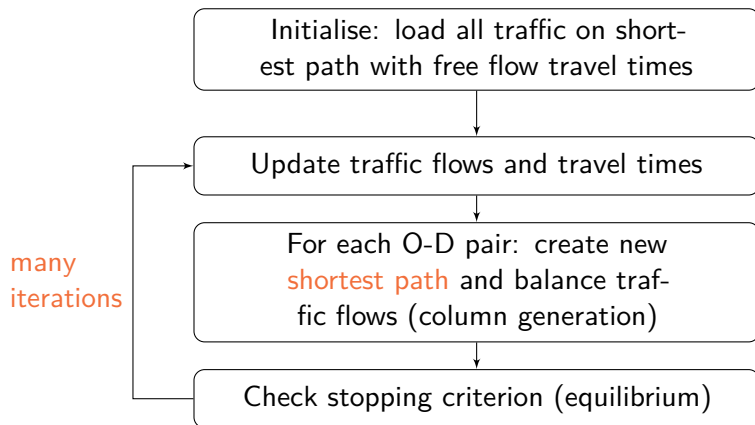 Initialise: load all traffic on short-
est path with free flow travel times
Update traffic flows and travel times
For each O-D pair: create new
shortest path and balance traf-
fic flows (column generation)
many
iterations
Check stopping criterion (equilibrium)